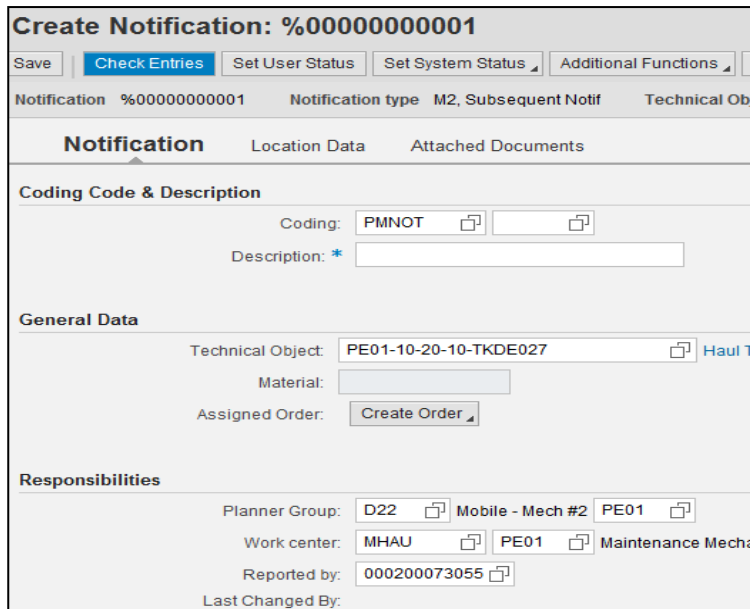 Create Notification: %00000000001
Save Check Entries Set User Status Set System Status Additional Functions
Notification %00000000001 Notification type M2, Subsequent Notif Technical Obj
Notification Location Data Attached Documents
Coding Code & Description
Coding: PMNOT
Description: *
General Data
Technical Object: PE01-10-20-10-TKDE027 Haul T
Material:
Assigned Order: Create Order
Responsibilities
Planner Group: D22 Mobile - Mech #2 PE01
Work center: MHAU PE01 Maintenance Mecha
Reported by: 000200073055
Last Changed By: